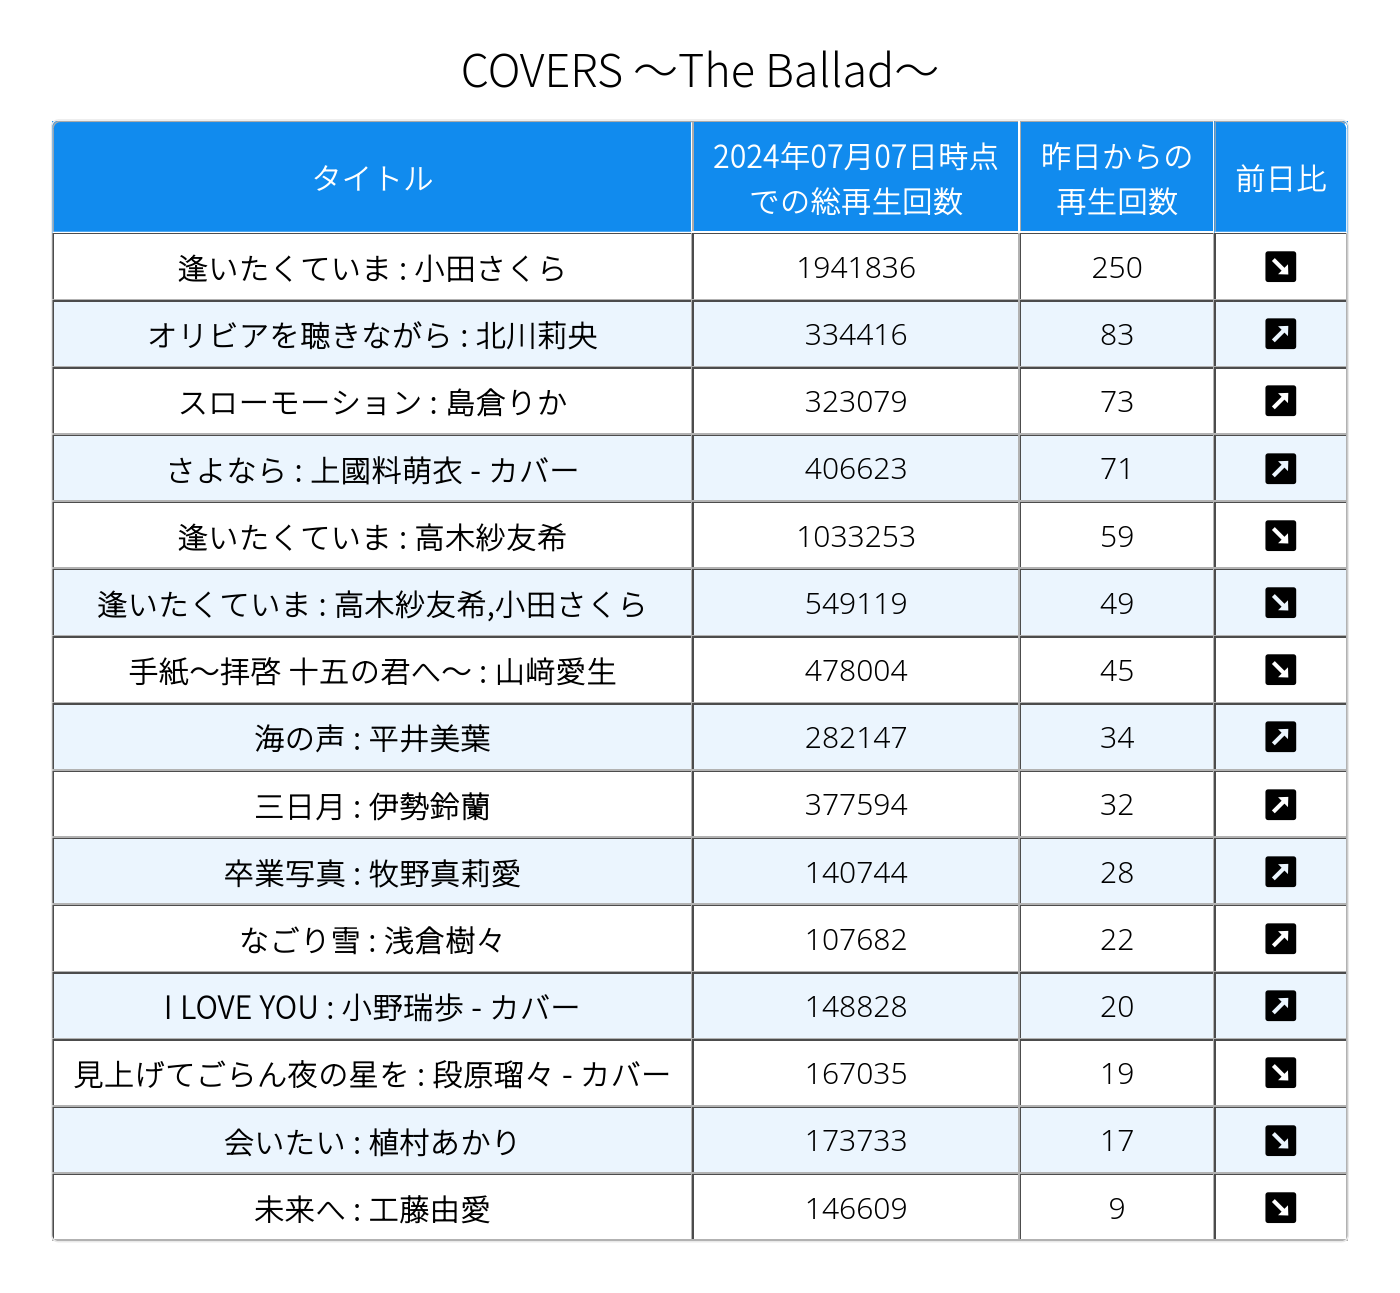 COVERS ～The Ballad～
タイトル 2024年07月07日時点での総再生回数 昨日からの再生回数 前日比
逢いたくていま : 小田さくら 1941836 250 ↘
オリビアを聴きながら : 北川莉央 334416 83 ↗
スローモーション : 島倉りか 323079 73 ↗
さよなら : 上國料萌衣 - カバー 406623 71 ↗
逢いたくていま : 高木紗友希 1033253 59 ↘
逢いたくていま : 高木紗友希,小田さくら 549119 49 ↘
手紙～拝啓 十五の君へ～ : 山﨑愛生 478004 45 ↘
海の声 : 平井美葉 282147 34 ↗
三日月 : 伊勢鈴蘭 377594 32 ↗
卒業写真 : 牧野真莉愛 140744 28 ↗
なごり雪 : 浅倉樹々 107682 22 ↗
I LOVE YOU : 小野瑞歩 - カバー 148828 20 ↗
見上げてごらん夜の星を : 段原瑠々 - カバー 167035 19 ↘
会いたい : 植村あかり 173733 17 ↘
未来へ : 工藤由愛 146609 9 ↘